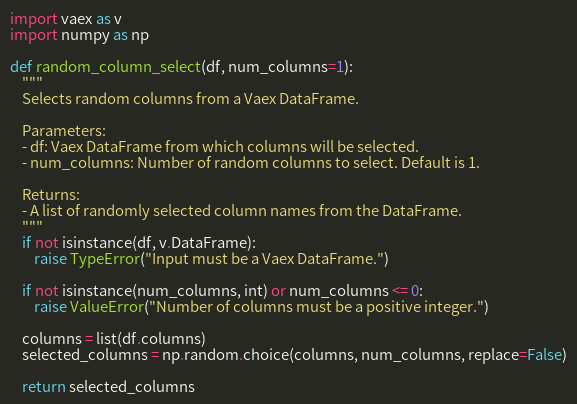 import vaex as v
import numpy as np

def random_column_select(df, num_columns=1):
    """
    Selects random columns from a Vaex DataFrame.

    Parameters:
    - df: Vaex DataFrame from which columns will be selected.
    - num_columns: Number of random columns to select. Default is 1.

    Returns:
    - A list of randomly selected column names from the DataFrame.
    """
    if not isinstance(df, v.DataFrame):
        raise TypeError("Input must be a Vaex DataFrame.")

    if not isinstance(num_columns, int) or num_columns <= 0:
        raise ValueError("Number of columns must be a positive integer.")

    columns = list(df.columns)
    selected_columns = np.random.choice(columns, num_columns, replace=False)

    return selected_columns